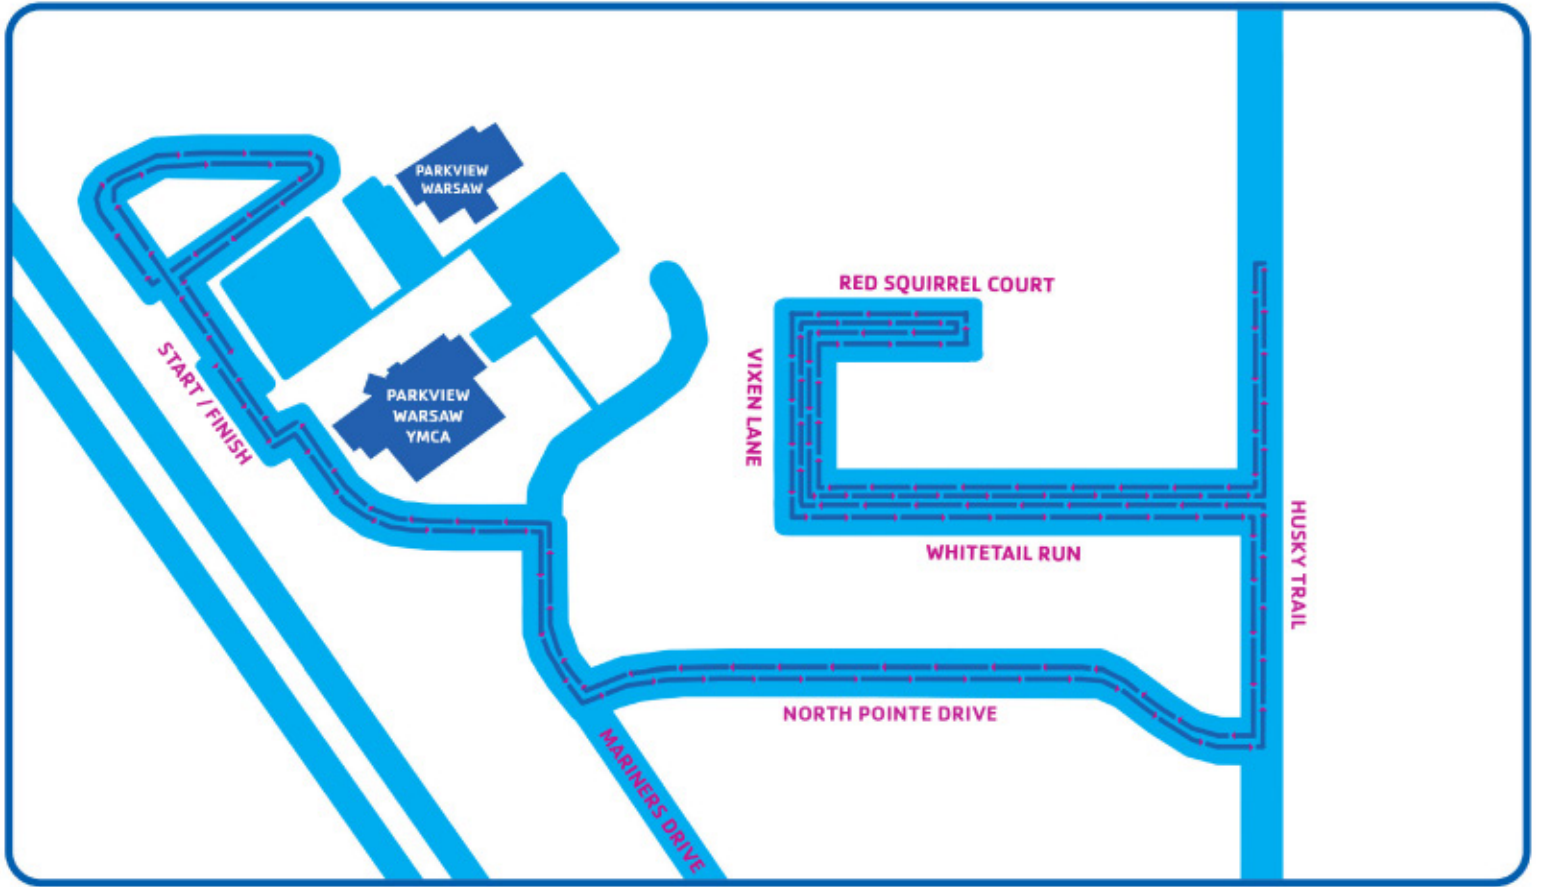 PARKVIEW
WARSAW
RED SQUIRREL COURT
START / FINISH
VIXEN LANE
PARKVIEW
WARSAW
YMCA
HUSKY TRAIL
WHITETAIL RUN
NORTH POINTE DRIVE
MARINERS DRIVE